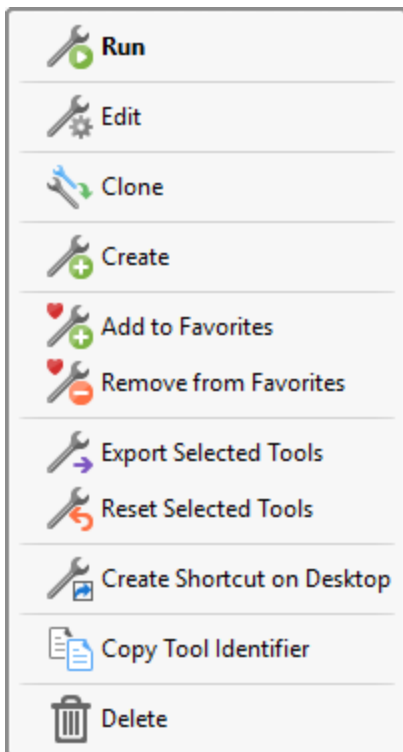 Run
Edit
Clone
Create
Add to Favorites
Remove from Favorites
Export Selected Tools
Reset Selected Tools
Create Shortcut on Desktop
Copy Tool Identifier
Delete